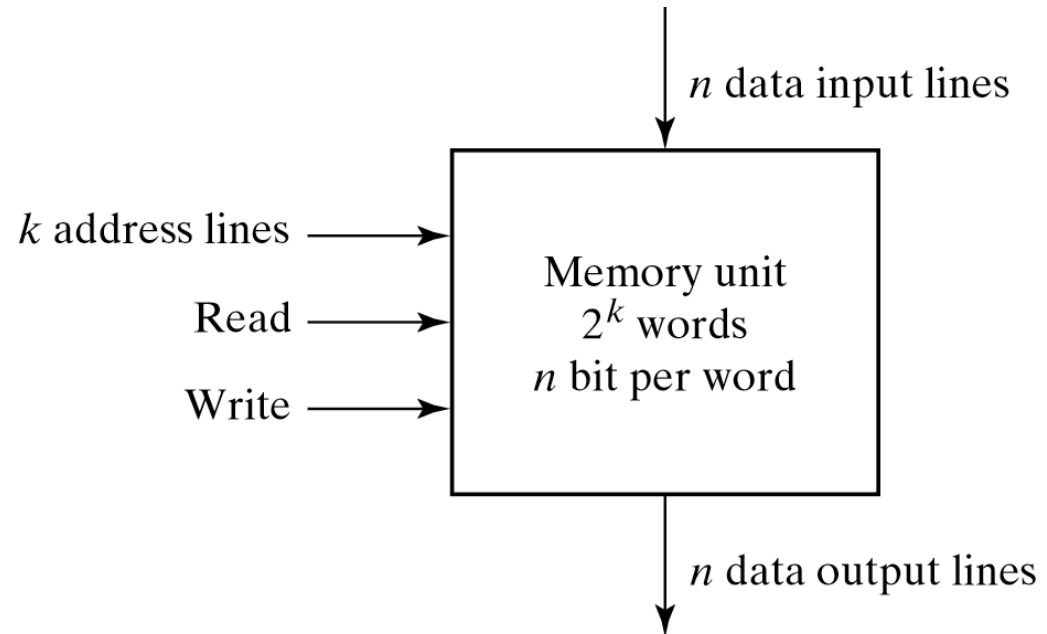 n data input lines
k address lines
Read
Write
Memory unit
2^k words
n bit per word
n data output lines